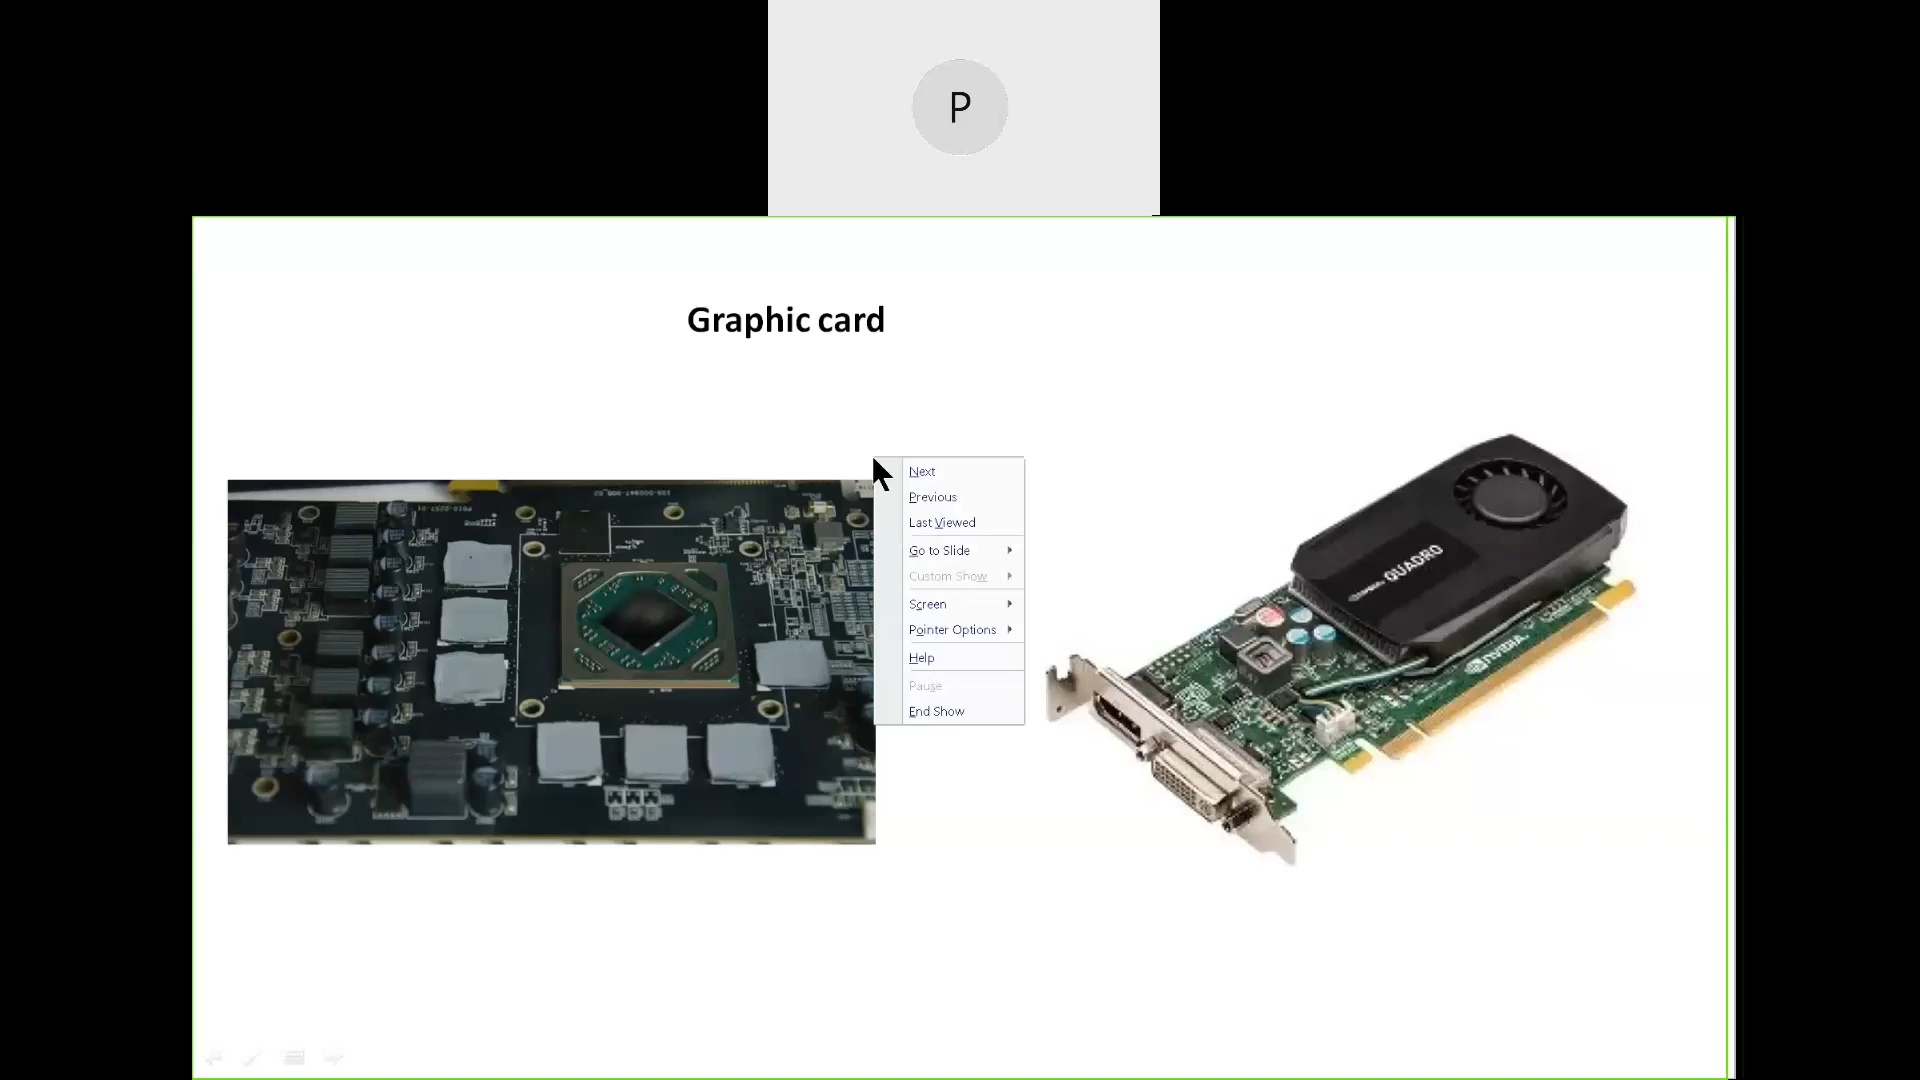 P
Graphic card
Next
Previous
Last Viewed
Go to Slide
Custom Show
Screen
Pointer Options
Help
Pause
End Show
QUADRO
NVIDIA